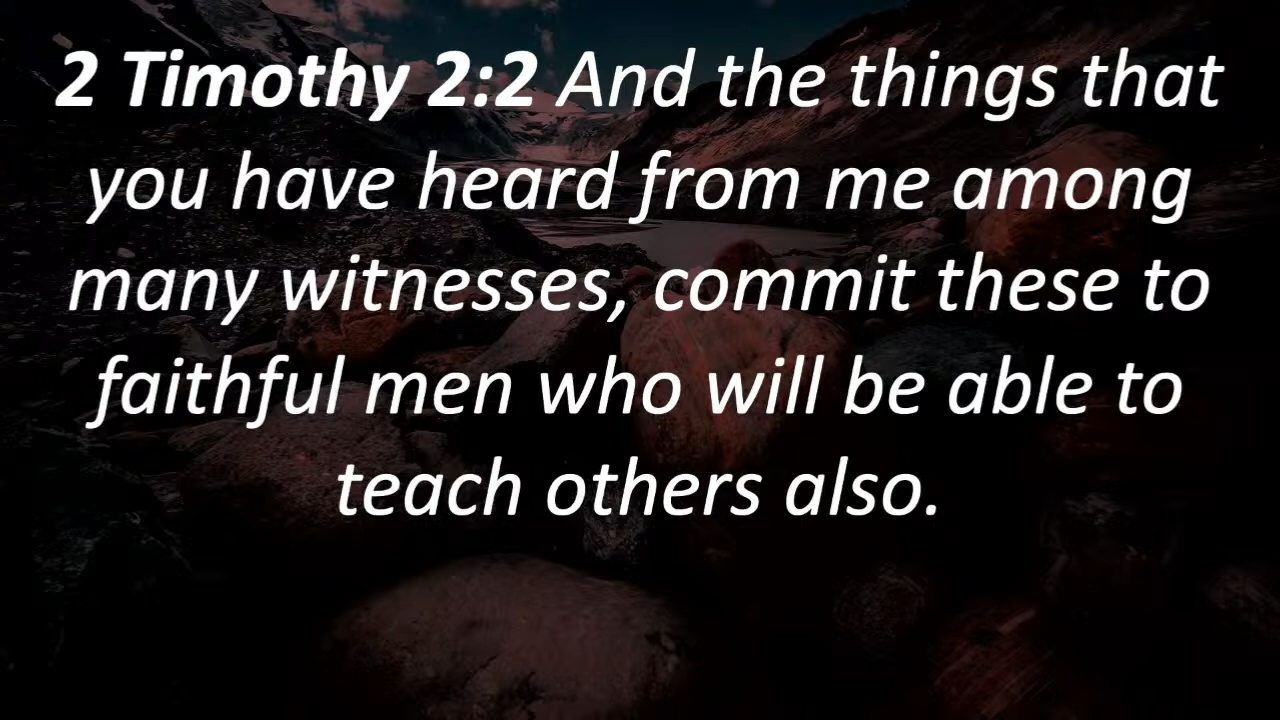 2 Timothy 2:2 And the things that
you have heard from me among
many witnesses, commit these to
faithful men who will be able to
teach others also.